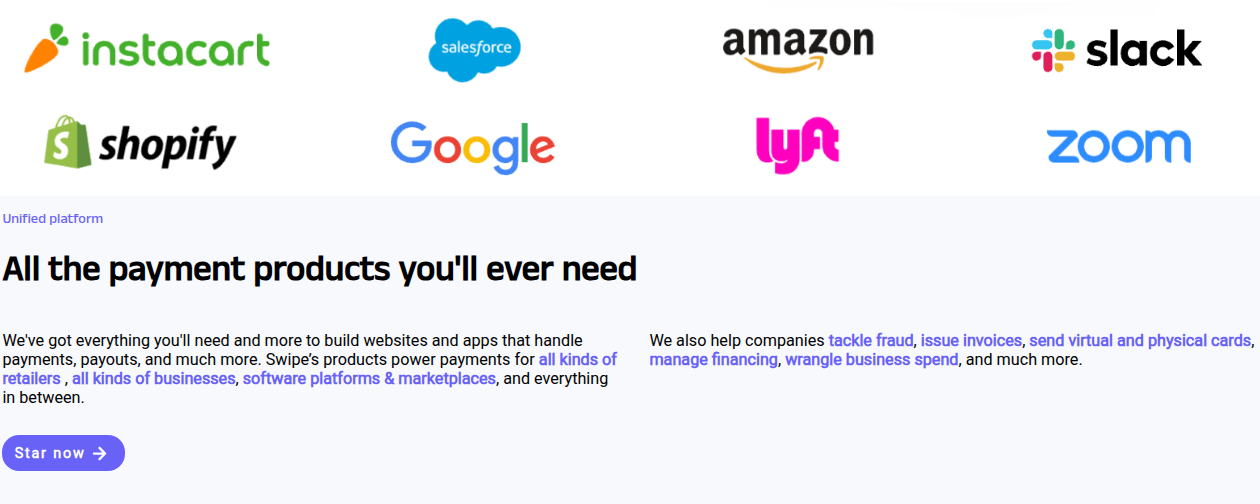 instacart
salesforce
amazon
slack
shopify
Google
lyft
zoom
Unified platform
All the payment products you'll ever need
We've got everything you'll need and more to build websites and apps that handle
payments, payouts, and much more. Swipe’s products power payments for all kinds of
retailers , all kinds of businesses, software platforms & marketplaces, and everything
in between.
We also help companies tackle fraud, issue invoices, send virtual and physical cards,
manage financing, wrangle business spend, and much more.
Star now →